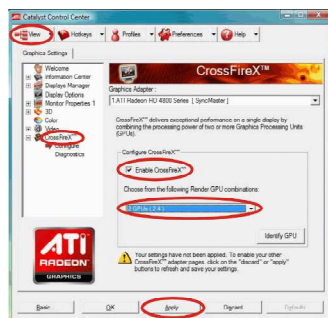 Catalyst Control Center
View
Hotkeys
Profiles
Preferences
Help
Graphics Settings
Welcome
Information Center
Displays Manager
Display Options
Monitor Properties 1
3D
Color
Video
CrossFireX™
Configure
Diagnostics
ATI
RADEON
GRAPHICS
CrossFireX™
Graphics Adapter:
1.ATI Radeon HD 4800 Series [ SyncMaster ]
CrossFireX™ delivers exceptional performance on a single display by
combining the processing power of two or more Graphics Processing Units
(GPUs).
Configure CrossFireX™
Enable CrossFireX™
Choose from the following Render GPU combinations:
Identify GPU
Your settings have not been applied. To enable your other
CrossFireX™ adapter pages, click on the "discard" or "apply"
buttons to refresh and save your settings.
Basic
OK
Apply
Discard
Defaults